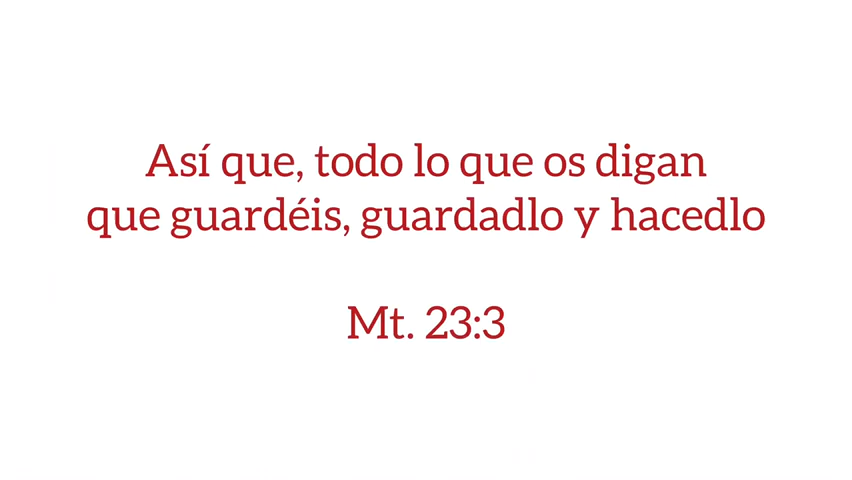 Así que, todo lo que os digan
que guardéis, guardadlo y hacedlo
Mt. 23:3